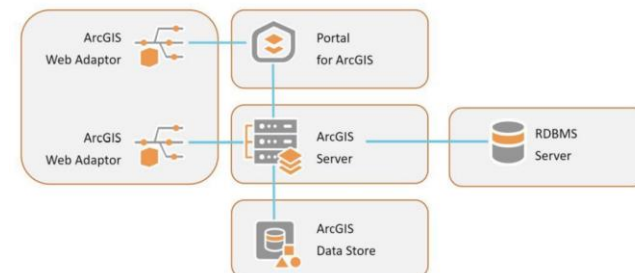 ArcGIS
Web Adaptor
Portal
for ArcGIS
ArcGIS
Web Adaptor
ArcGIS
Server
RDBMS
Server
ArcGIS
Data Store